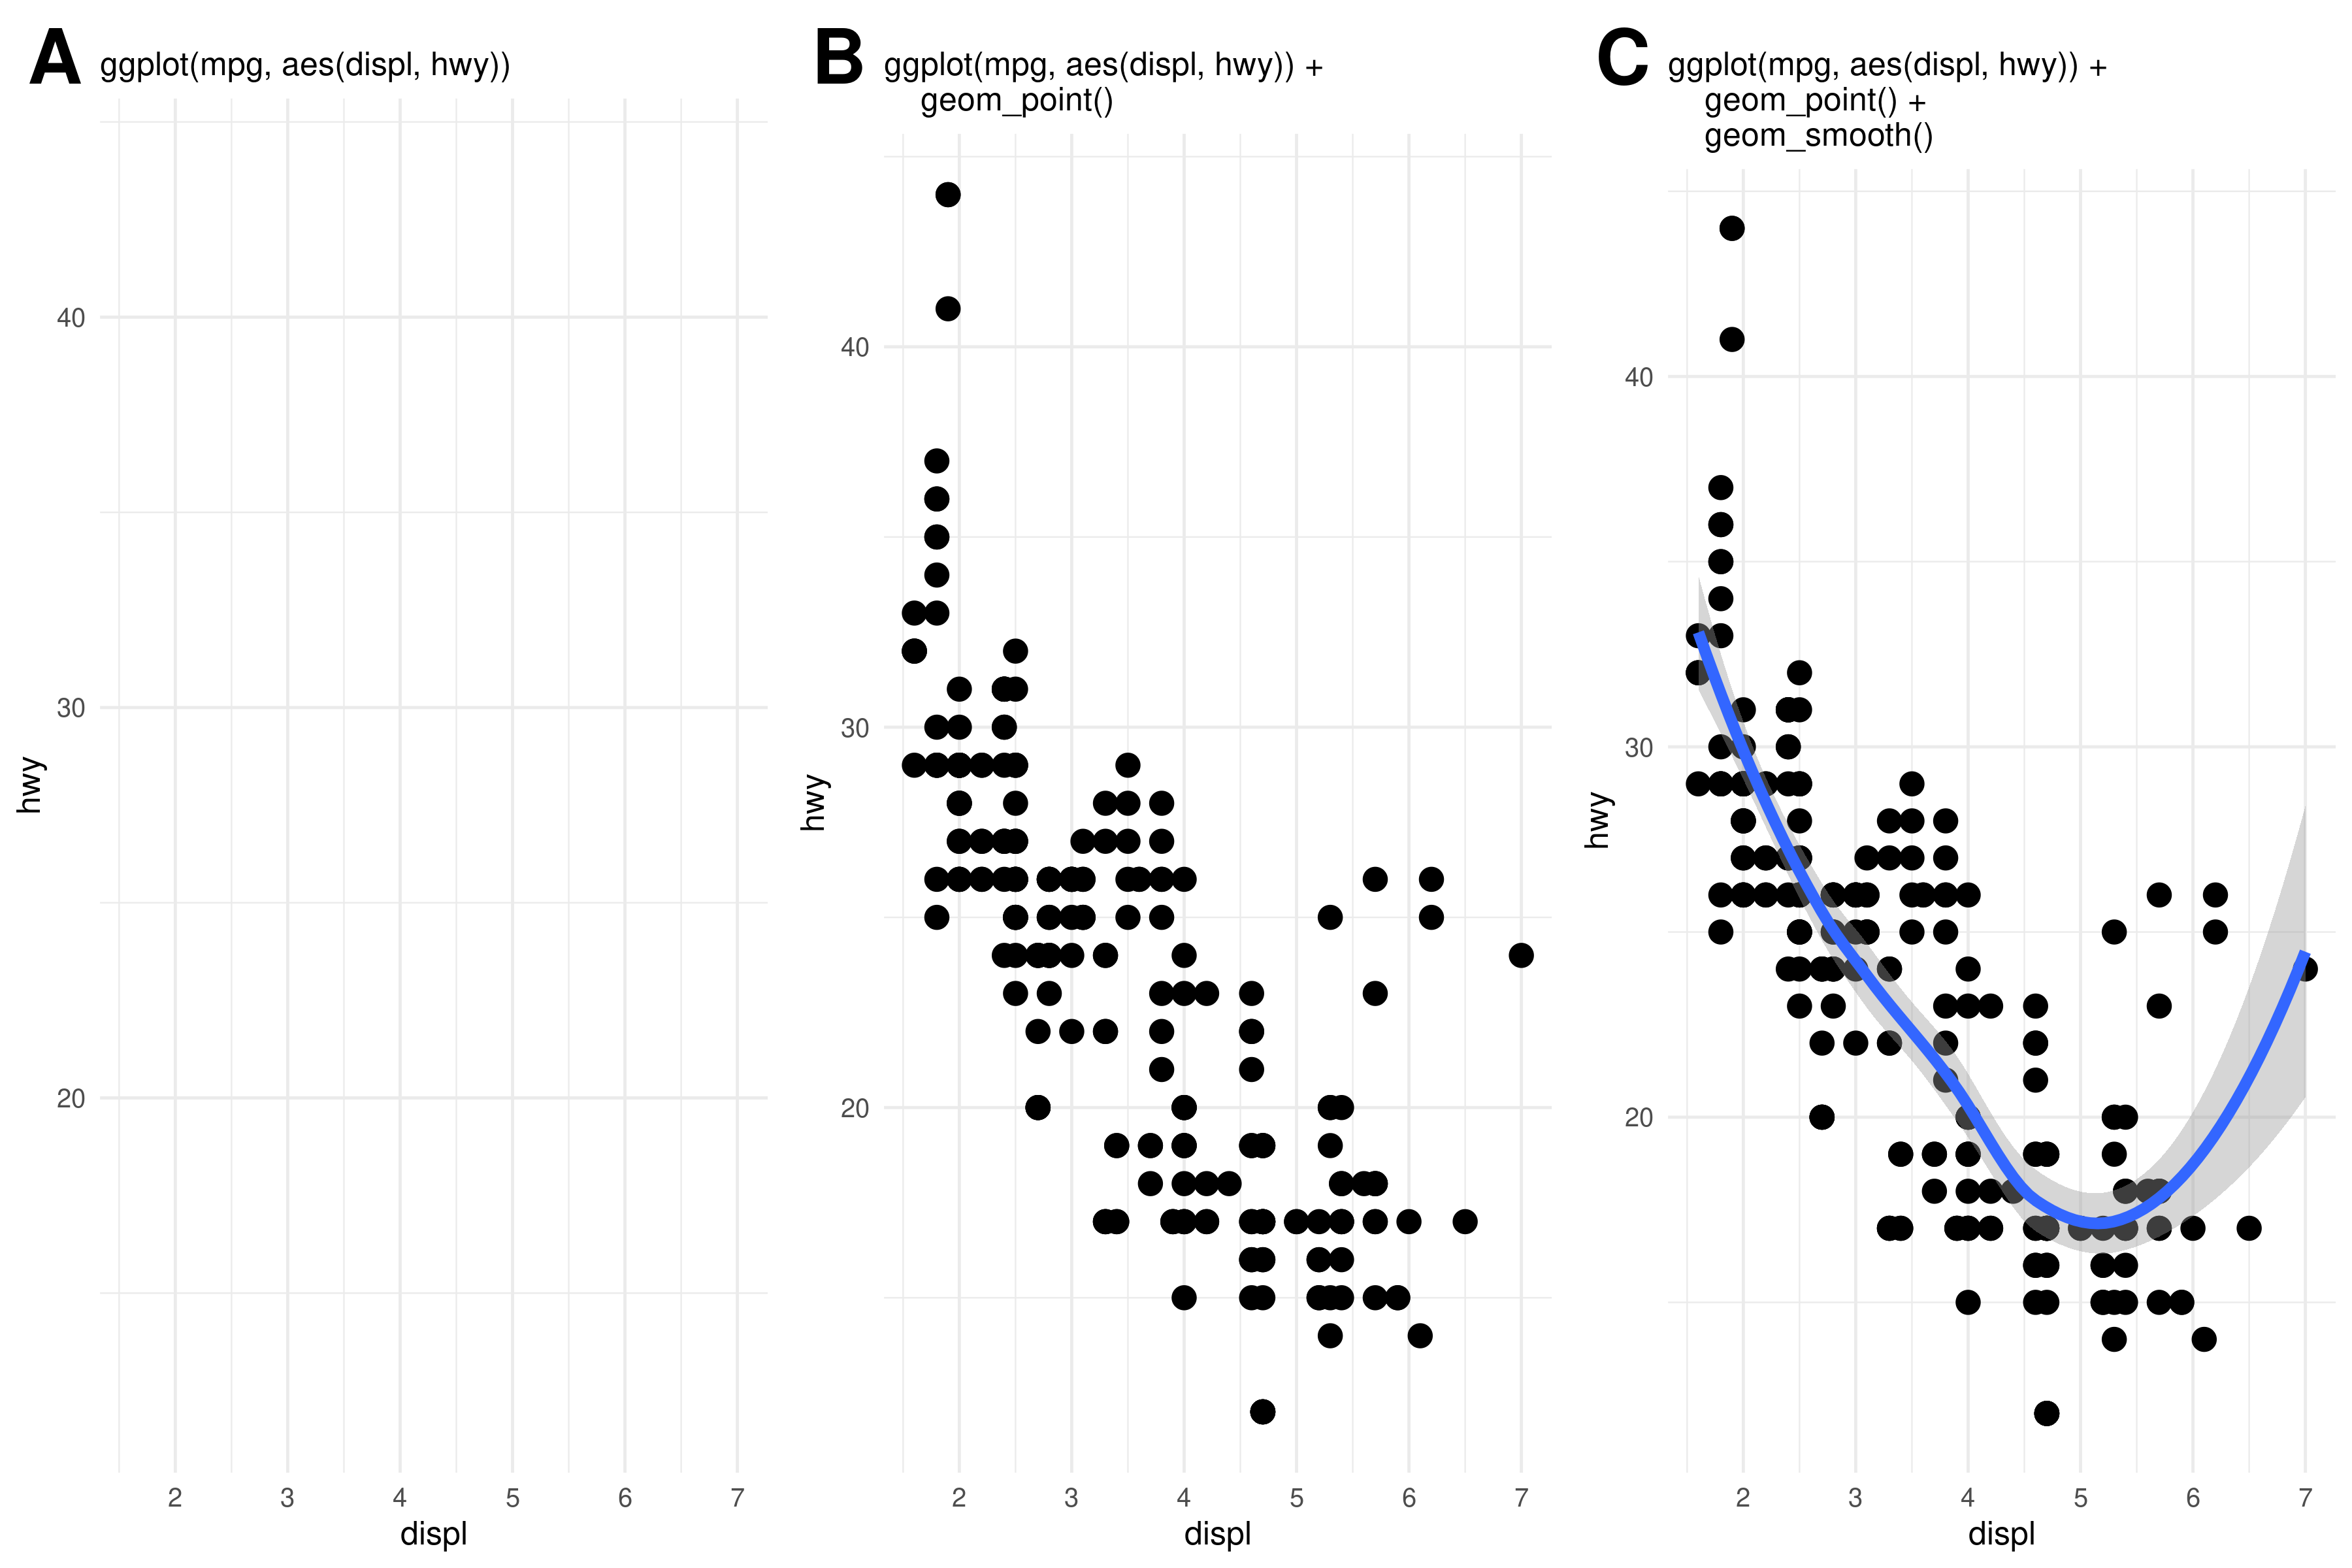 A ggplot(mpg, aes(displ, hwy))
40
30
20
hwy
2 3 4 5 6 7
displ
B ggplot(mpg, aes(displ, hwy)) +
geom_point()
40
30
20
hwy
2 3 4 5 6 7
displ
C ggplot(mpg, aes(displ, hwy)) +
geom_point() +
geom_smooth()
40
30
20
hwy
2 3 4 5 6 7
displ